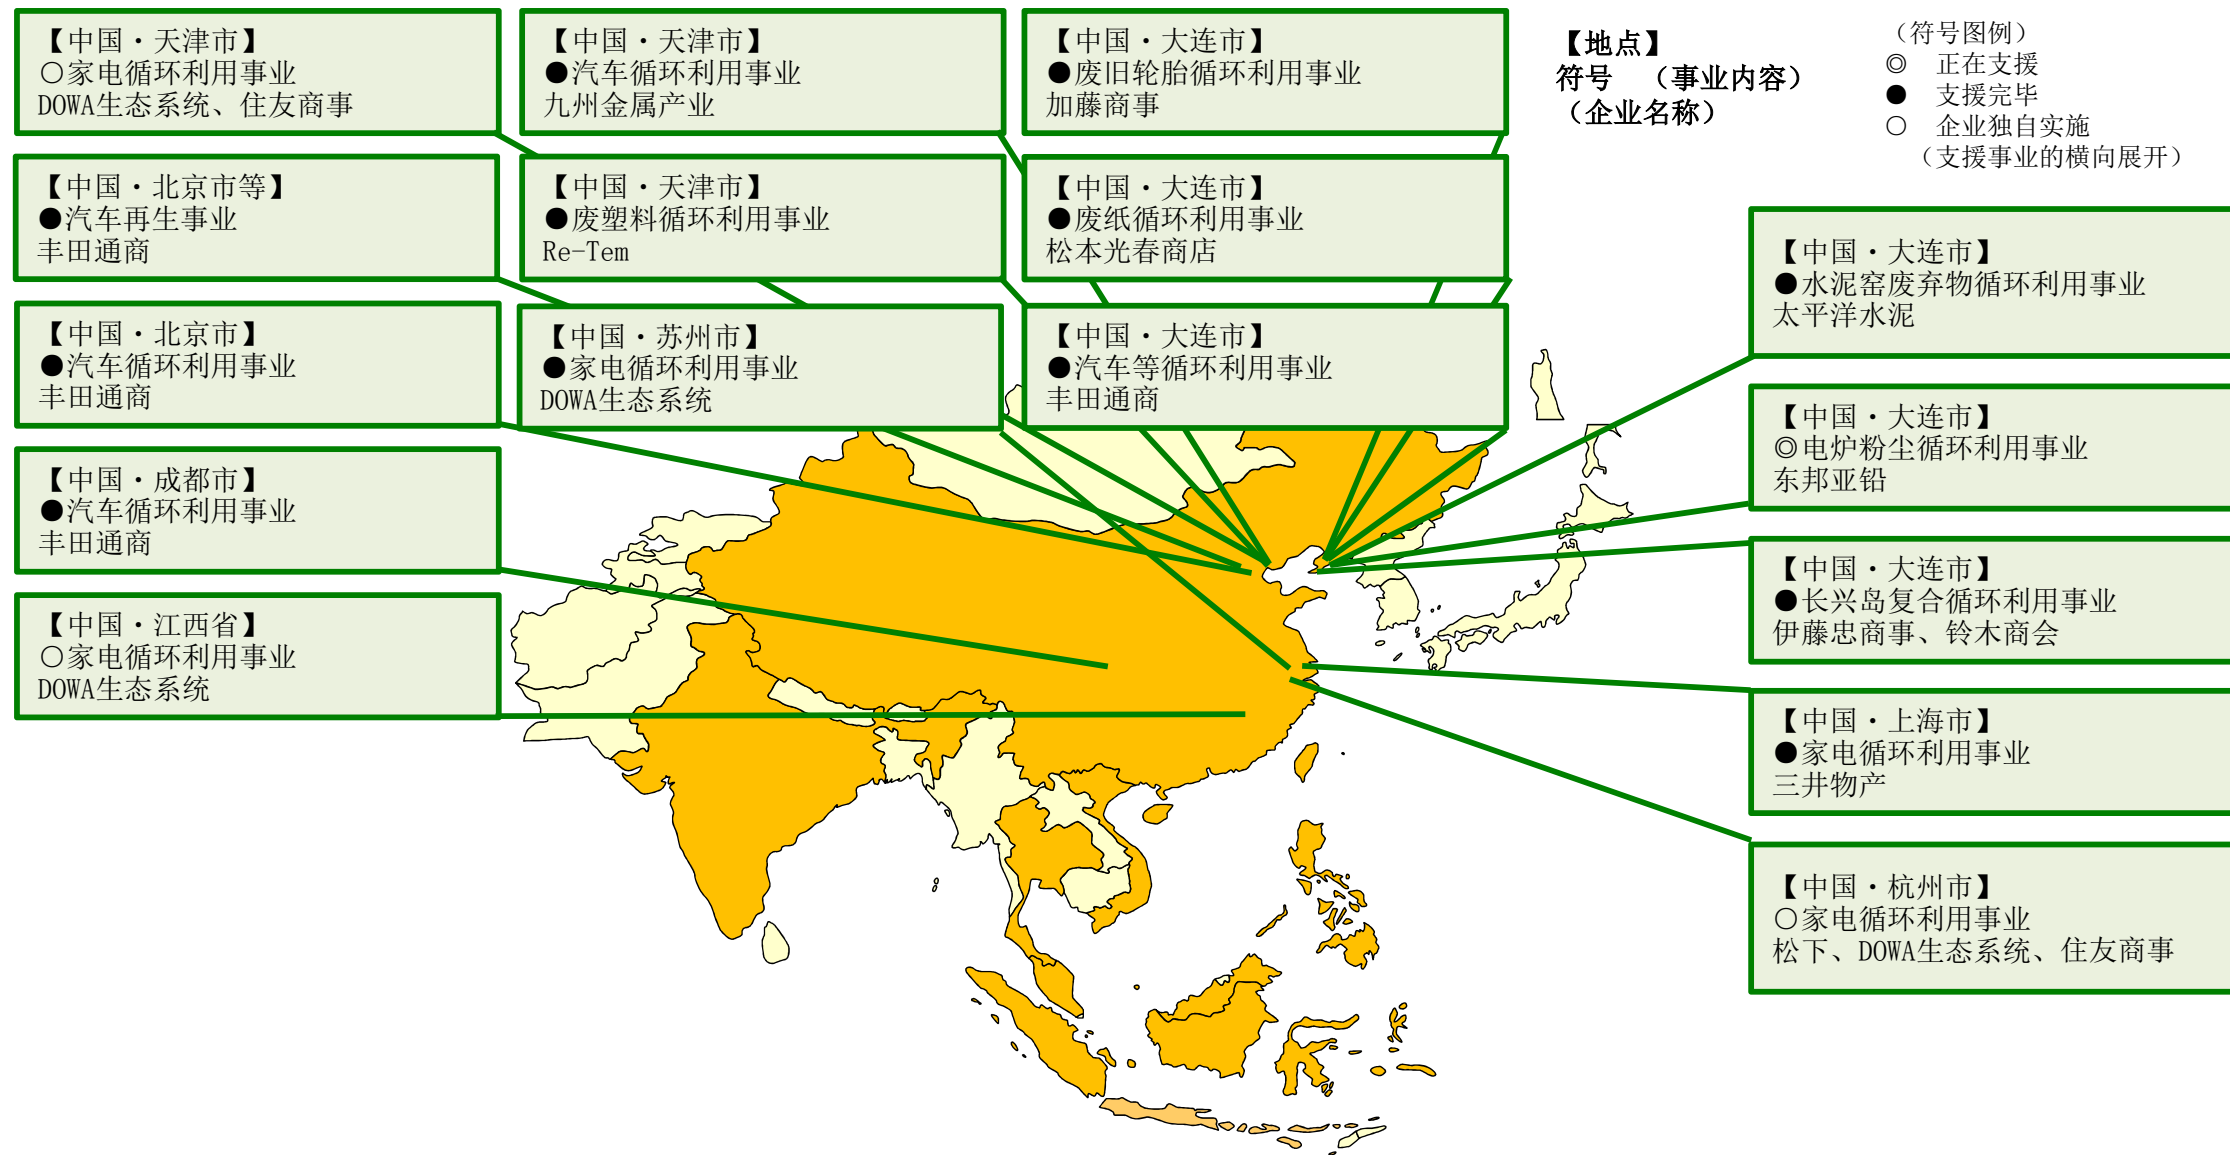 【中国・天津市】
○家电循环利用事业
DOWA生态系统、住友商事
【中国・天津市】
●汽车循环利用事业
九州金属产业
【中国・大连市】
●废旧轮胎循环利用事业
加藤商事
【地点】
符号 （事业内容）
（企业名称）
（符号图例）
◎ 正在支援
● 支援完毕
○ 企业独自实施
（支援事业的横向展开）
【中国・北京市等】
●汽车再生事业
丰田通商
【中国・天津市】
●废塑料循环利用事业
Re-Tem
【中国・大连市】
●废纸循环利用事业
松本光春商店
【中国・大连市】
●水泥窑废弃物循环利用事业
太平洋水泥
【中国・北京市】
●汽车循环利用事业
丰田通商
【中国・苏州市】
●家电循环利用事业
DOWA生态系统
【中国・大连市】
●汽车等循环利用事业
丰田通商
【中国・大连市】
◎电炉粉尘循环利用事业
东邦亚铅
【中国・成都市】
●汽车循环利用事业
丰田通商
【中国・大连市】
●长兴岛复合循环利用事业
伊藤忠商事、铃木商会
【中国・江西省】
○家电循环利用事业
DOWA生态系统
【中国・上海市】
●家电循环利用事业
三井物产
【中国・杭州市】
○家电循环利用事业
松下、DOWA生态系统、住友商事